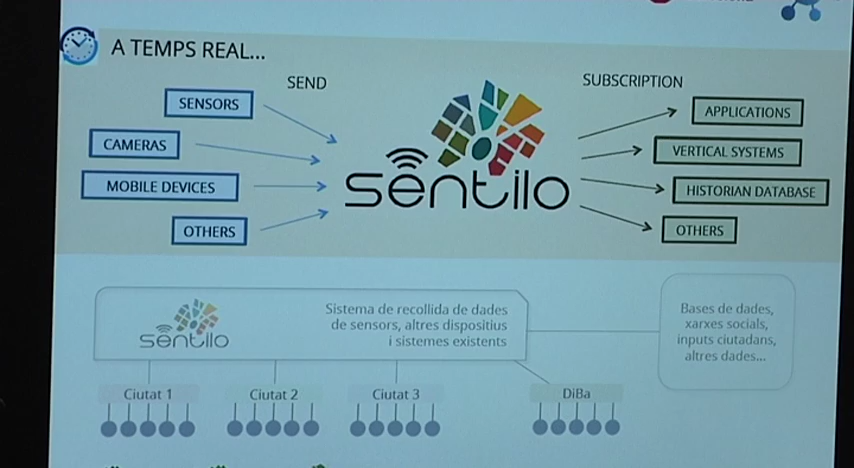 A TEMPS REAL...
SEND
SUBSCRIPTION
SENSORS
CAMERAS
MOBILE DEVICES
OTHERS
sentilo
APPLICATIONS
VERTICAL SYSTEMS
HISTORIAN DATABASE
OTHERS
sentilo
Sistema de recollida de dades
de sensors, altres dispositius
i sistemes existents
Bases de dades,
xarxes socials,
inputs ciutadans,
altres dades...
Ciutat 1
Ciutat 2
Ciutat 3
DiBa